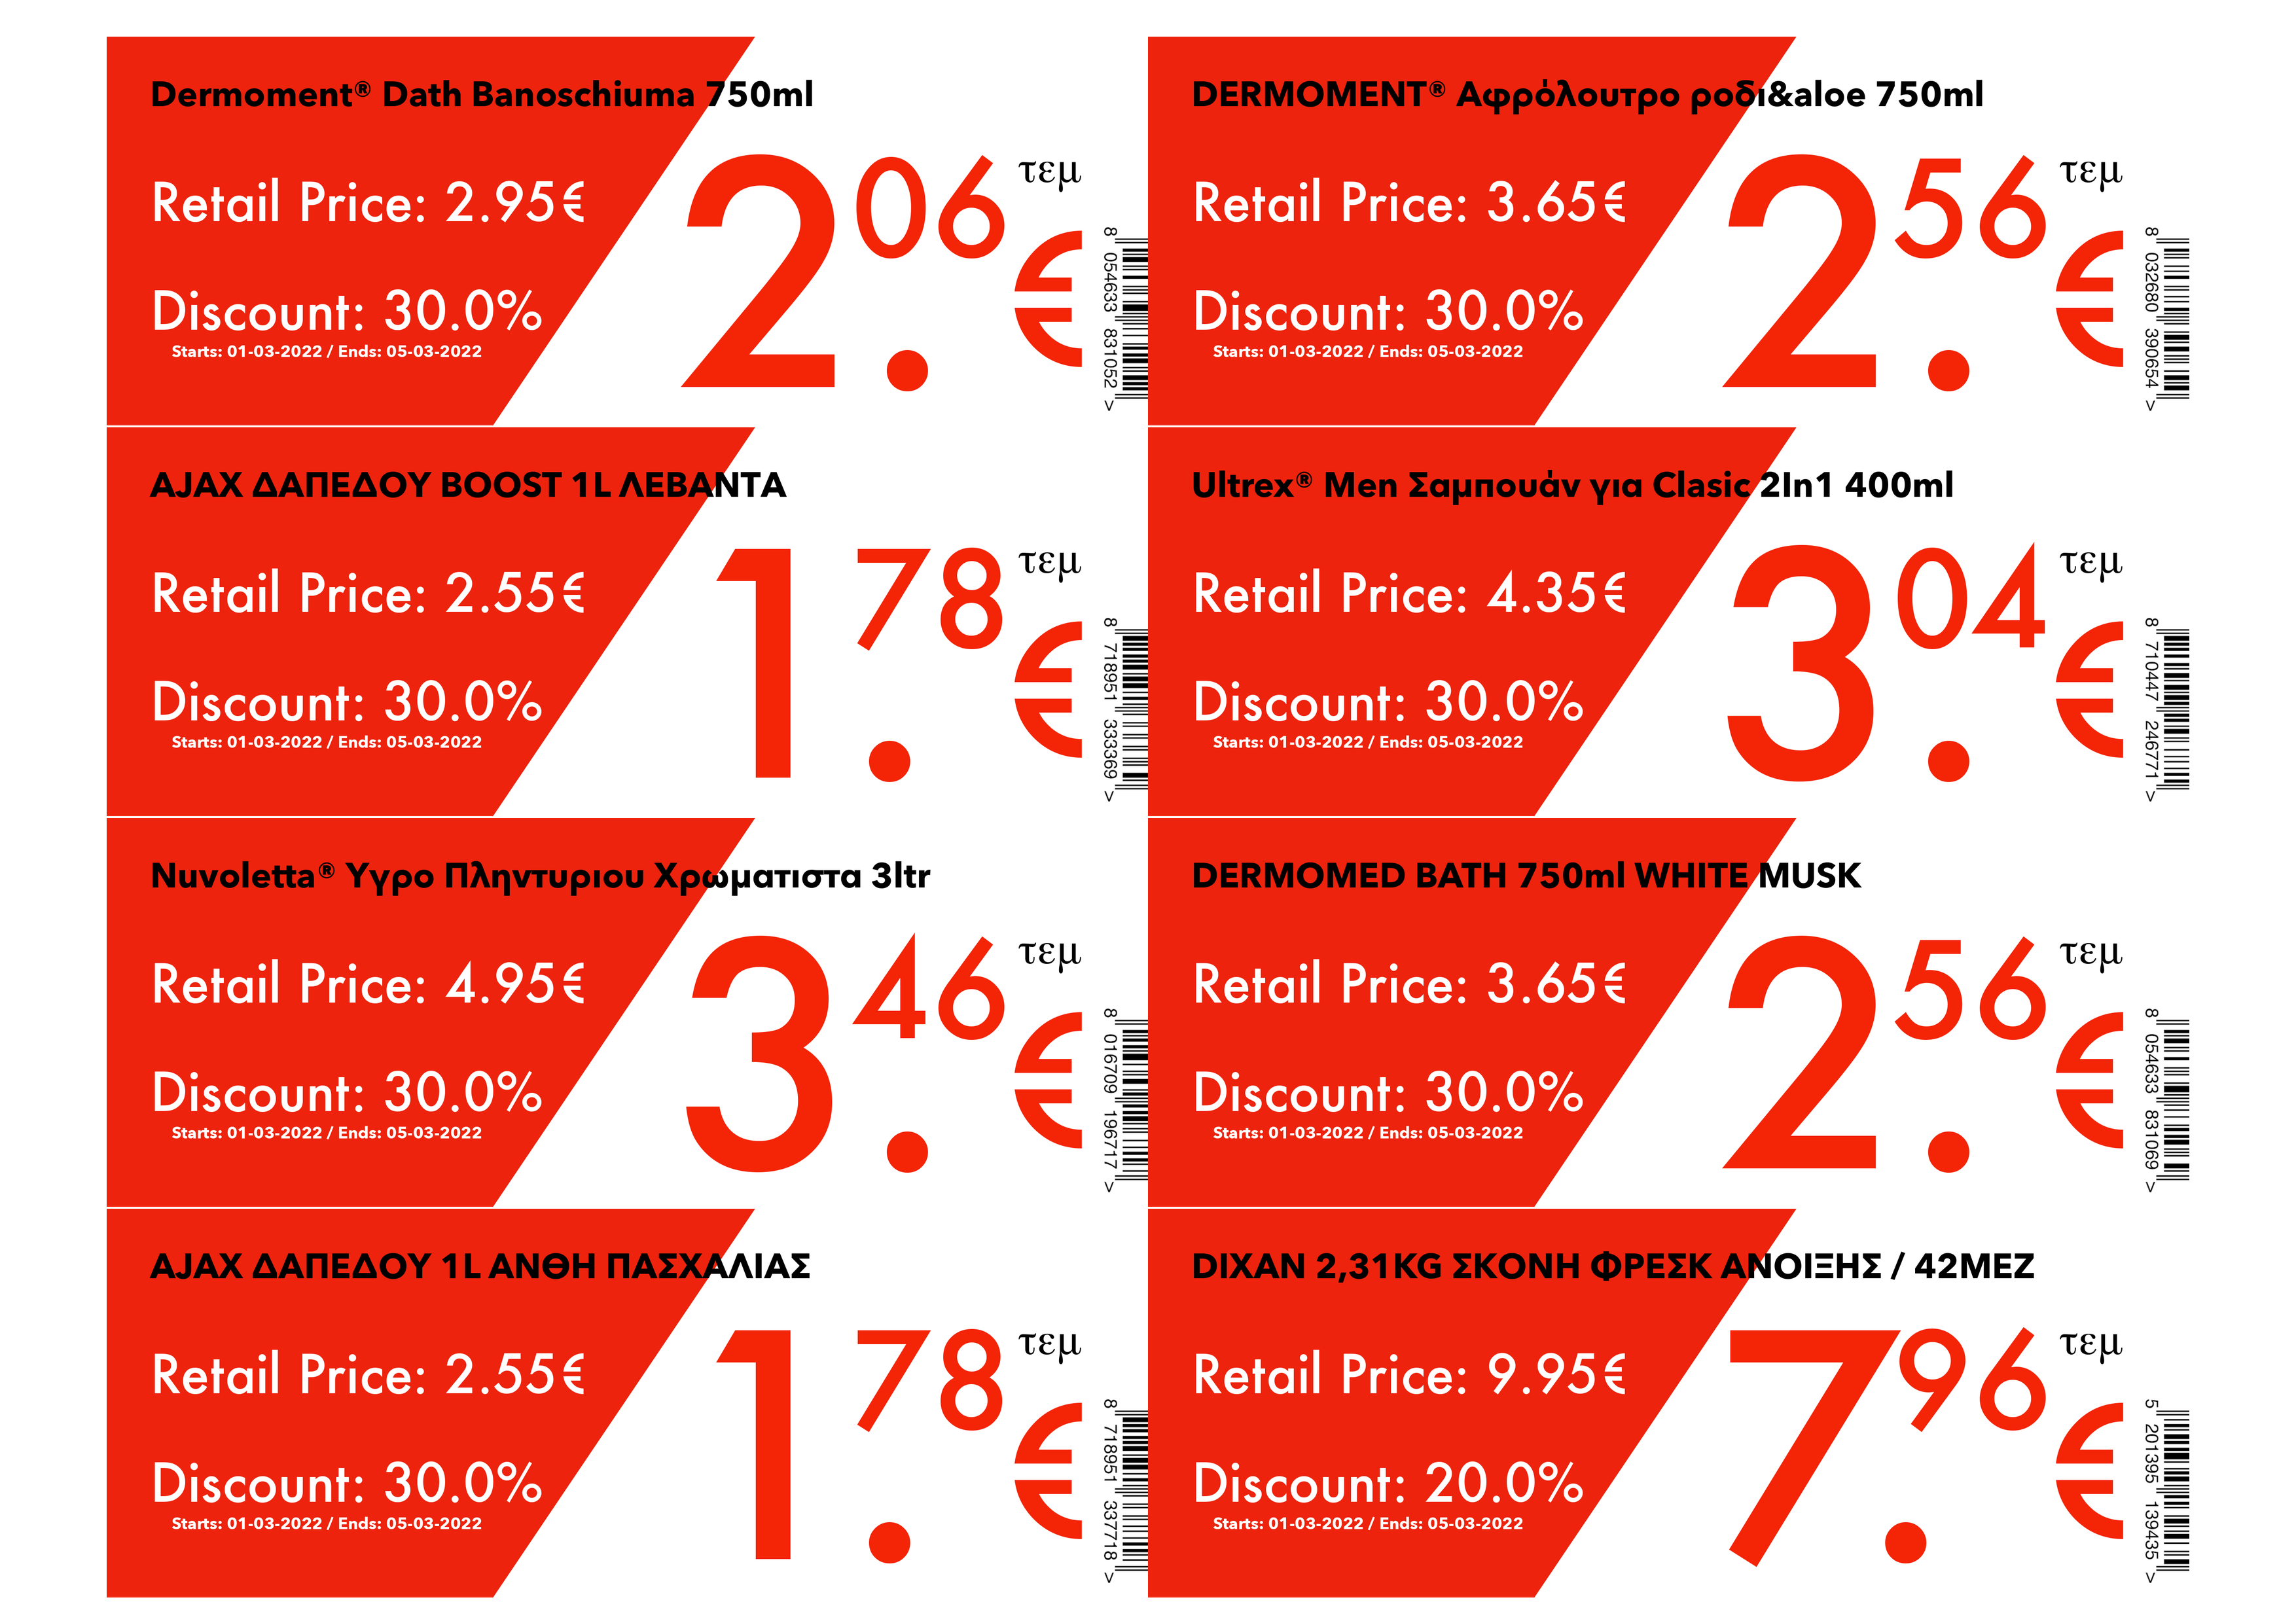 Dermoment® Dath Banoschiuma 750ml
Retail Price: 2.95€
Discount: 30.0%
Starts: 01-03-2022 / Ends: 05-03-2022
2.06€
τεμ
8 054633 831052 >
DERMOMENT® Αφρόλουτρο ροδι&aloe 750ml
Retail Price: 3.65€
Discount: 30.0%
Starts: 01-03-2022 / Ends: 05-03-2022
2.56€
τεμ
8 032680 390654 >
AJAX ΔΑΠΕΔΟΥ BOOST 1L ΛΕΒΑΝΤΑ
Retail Price: 2.55€
Discount: 30.0%
Starts: 01-03-2022 / Ends: 05-03-2022
1.78€
τεμ
8 718951 333369 >
Ultrex® Men Σαμπουάν για Clasic 2In1 400ml
Retail Price: 4.35€
Discount: 30.0%
Starts: 01-03-2022 / Ends: 05-03-2022
3.04€
τεμ
8 710447 246771 >
Nuvoletta® Υγρο Πληντυριου Χρωματιστα 3ltr
Retail Price: 4.95€
Discount: 30.0%
Starts: 01-03-2022 / Ends: 05-03-2022
3.46€
τεμ
8 016709 196717 >
DERMOMED BATH 750ml WHITE MUSK
Retail Price: 3.65€
Discount: 30.0%
Starts: 01-03-2022 / Ends: 05-03-2022
2.56€
τεμ
8 054633 831069 >
AJAX ΔΑΠΕΔΟΥ 1L ΑΝΘΗ ΠΑΣΧΑΛΙΑΣ
Retail Price: 2.55€
Discount: 30.0%
Starts: 01-03-2022 / Ends: 05-03-2022
1.78€
τεμ
8 718951 337718 >
DIXAN 2,31KG ΣΚΟΝΗ ΦΡΕΣΚ ΑΝΟΙΞΗΣ / 42ΜΕΖ
Retail Price: 9.95€
Discount: 20.0%
Starts: 01-03-2022 / Ends: 05-03-2022
7.96€
τεμ
5 201395 139435 >